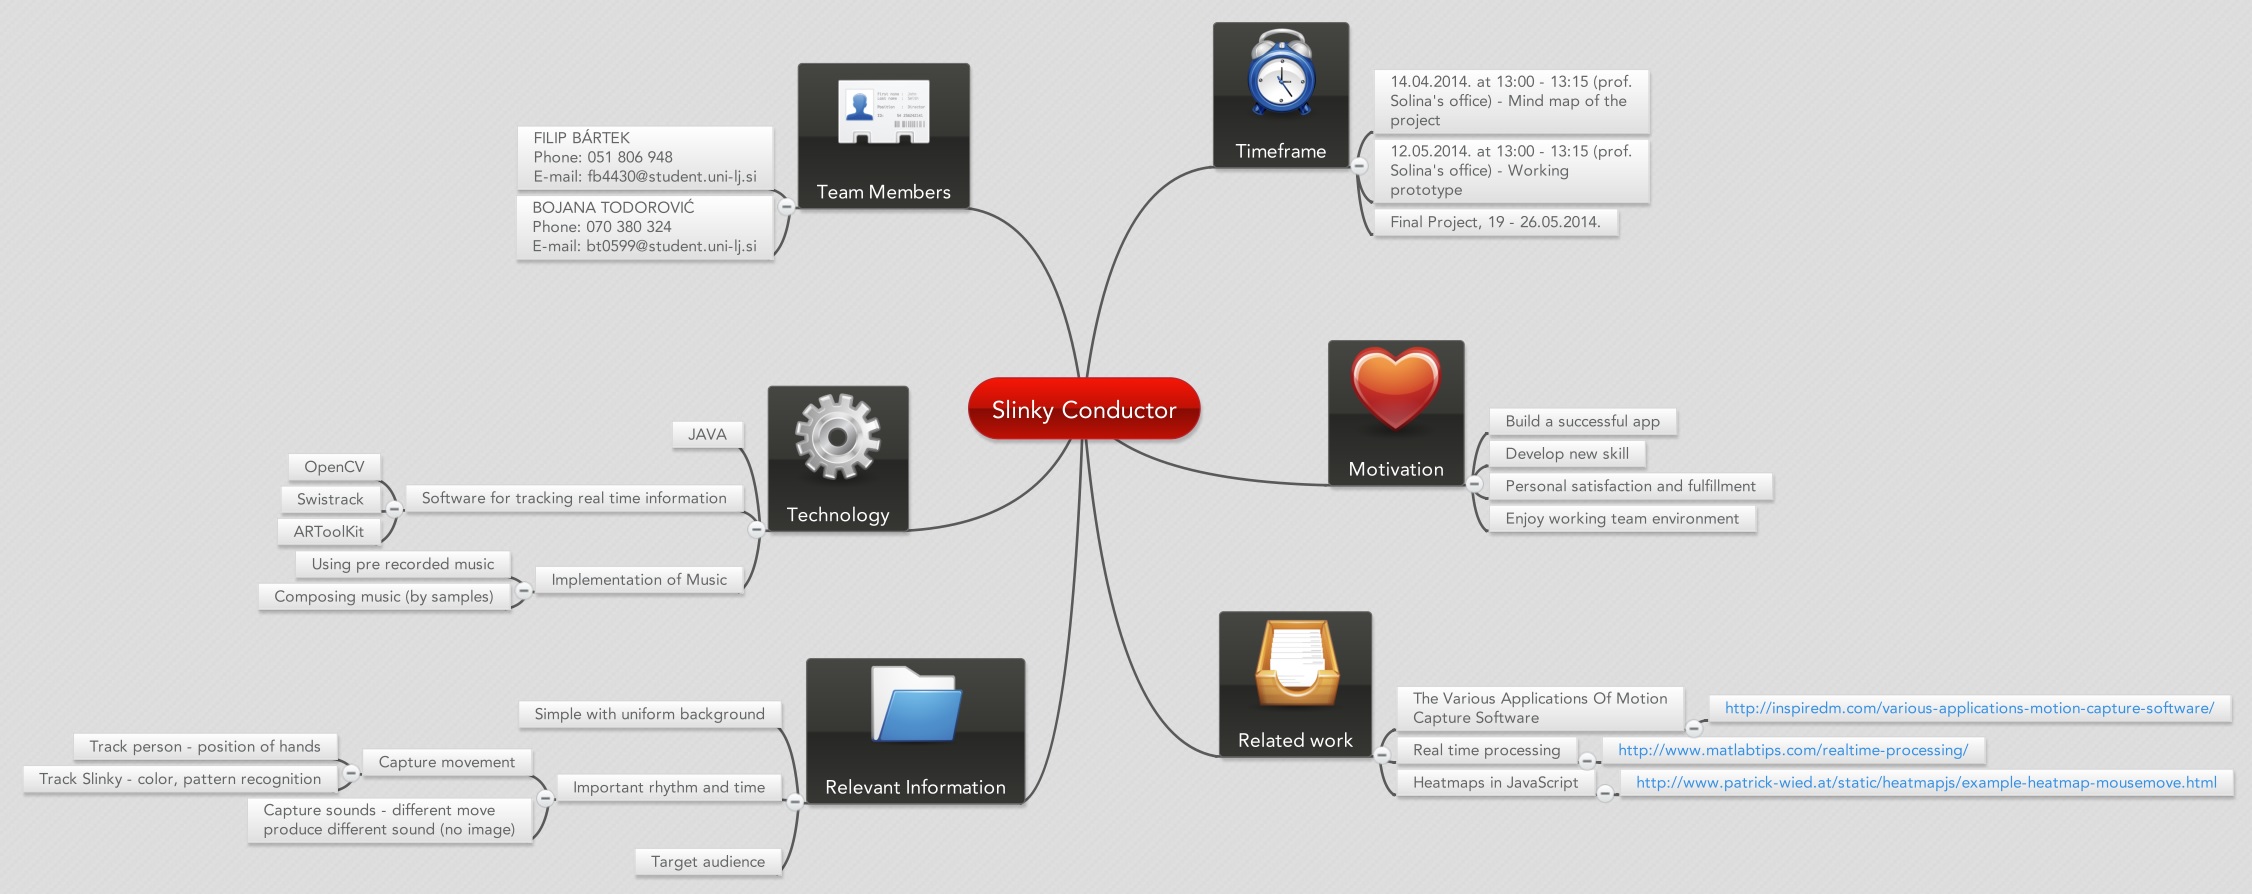 Slinky Conductor
Team Members
FILIP BÁRTEK
Phone: 051 806 948
E-mail: fb4430@student.uni-lj.si
BOJANA TODOROVIĆ
Phone: 070 380 324
E-mail: bt0599@student.uni-lj.si
Technology
JAVA
Software for tracking real time information
OpenCV
Swistrack
ARToolKit
Implementation of Music
Using pre recorded music
Composing music (by samples)
Relevant Information
Simple with uniform background
Important rhythm and time
Capture movement
Track person - position of hands
Track Slinky - color, pattern recognition
Capture sounds - different move
produce different sound (no image)
Target audience
Timeframe
14.04.2014. at 13:00 - 13:15 (prof.
Solina's office) - Mind map of the
project
12.05.2014. at 13:00 - 13:15 (prof.
Solina's office) - Working
prototype
Final Project, 19 - 26.05.2014.
Motivation
Build a successful app
Develop new skill
Personal satisfaction and fulfillment
Enjoy working team environment
Related work
The Various Applications Of Motion
Capture Software
http://inspiredm.com/various-applications-motion-capture-software/
Real time processing
http://www.matlabtips.com/realtime-processing/
Heatmaps in JavaScript
http://www.patrick-wied.at/static/heatmapjs/example-heatmap-mousemove.html